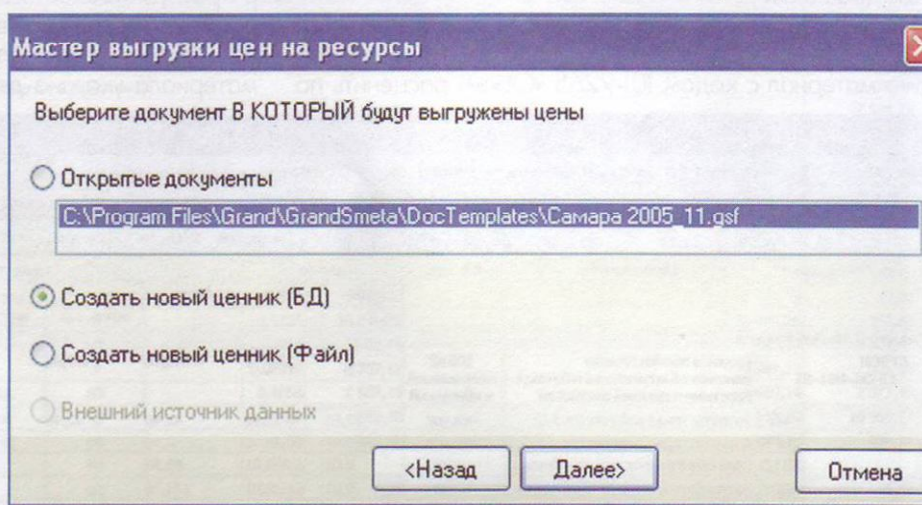 Мастер выгрузки цен на ресурсы
Выберите документ В КОТОРЫЙ будут выгружены цены
Открытые документы
C:\Program Files\Grand\GrandSmeta\DocTemplates\Самара 2005_11.gsf
Создать новый ценник (БД)
Создать новый ценник (Файл)
Внешний источник данных
<Назад
Далее>
Отмена